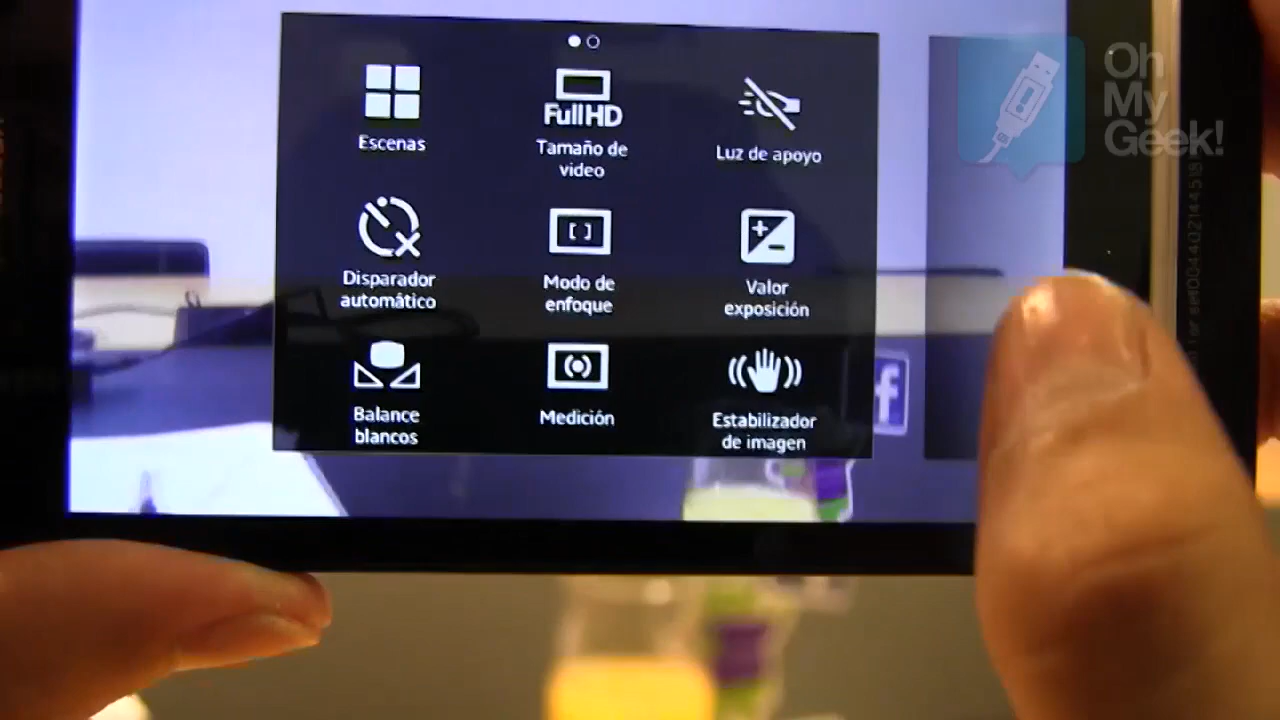 Oh
My
Geek!
FullHD
Escenas
Tamaño de
video
Luz de apoyo
Disparador
automático
Modo de
enfoque
Valor
exposición
Balance
blancos
Medición
Estabilizador
de imagen
f